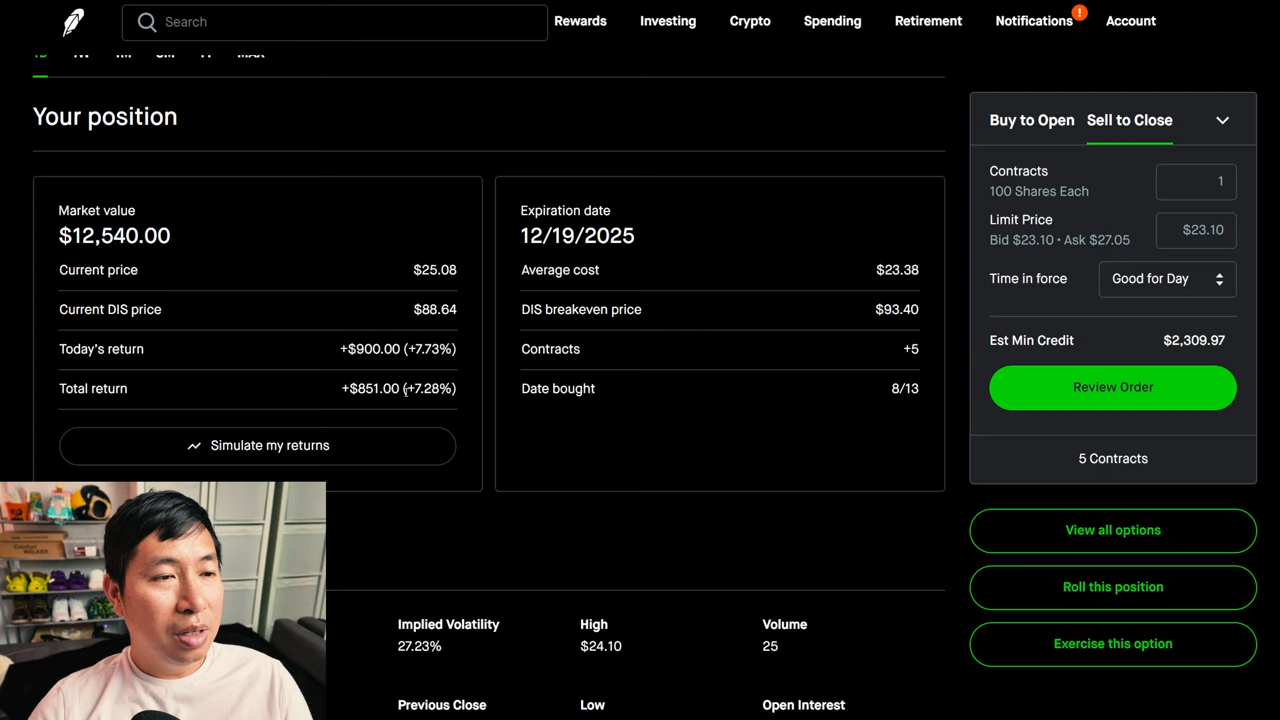 Search
Rewards
Investing
Crypto
Spending
Retirement
Notifications
!
Account
Your position
Market value
$12,540.00
Current price
$25.08
Current DIS price
$88.64
Today's return
+$900.00 (+7.73%)
Total return
+$851.00 (+7.28%)
Simulate my returns
Expiration date
12/19/2025
Average cost
$23.38
DIS breakeven price
$93.40
Contracts
+5
Date bought
8/13
Buy to Open
Sell to Close
Contracts
1
100 Shares Each
Limit Price
$23.10
Bid $23.10 • Ask $27.05
Time in force
Good for Day
Est Min Credit
$2,309.97
Review Order
5 Contracts
View all options
Roll this position
Exercise this option
Implied Volatility
27.23%
High
$24.10
Volume
25
Previous Close
Low
Open Interest